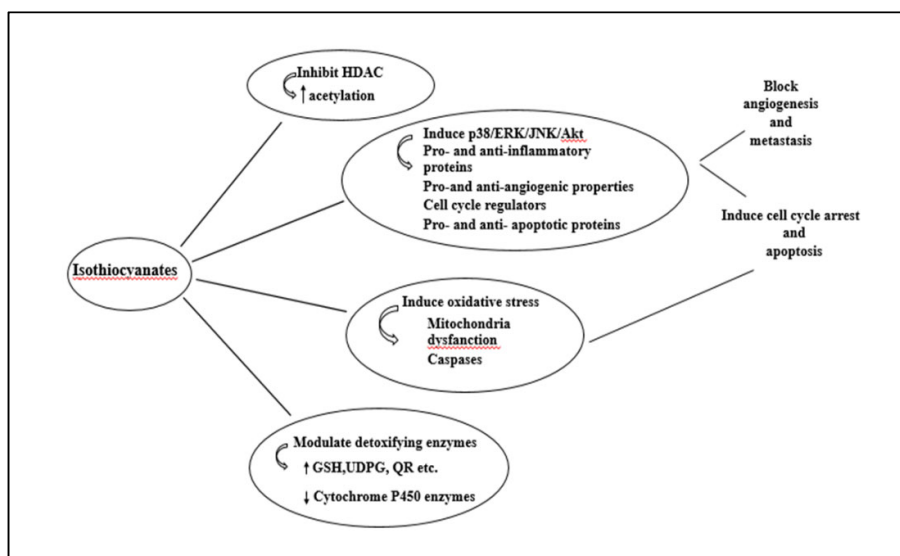 Inhibit HDAC
↑ acetylation
Block
angiogenesis
and
metastasis
Induce p38/ERK/JNK/Akt
Pro- and anti-inflammatory
proteins
Pro-and anti-angiogenic properties
Cell cycle regulators
Pro- and anti- apoptotic proteins
Induce cell cycle arrest
and
apoptosis
Isothiocyanates
Induce oxidative stress
Mitochondria
dysfanction
Caspases
Modulate detoxifying enzymes
↑ GSH,UDPG, QR etc.
↓ Cytochrome P450 enzymes